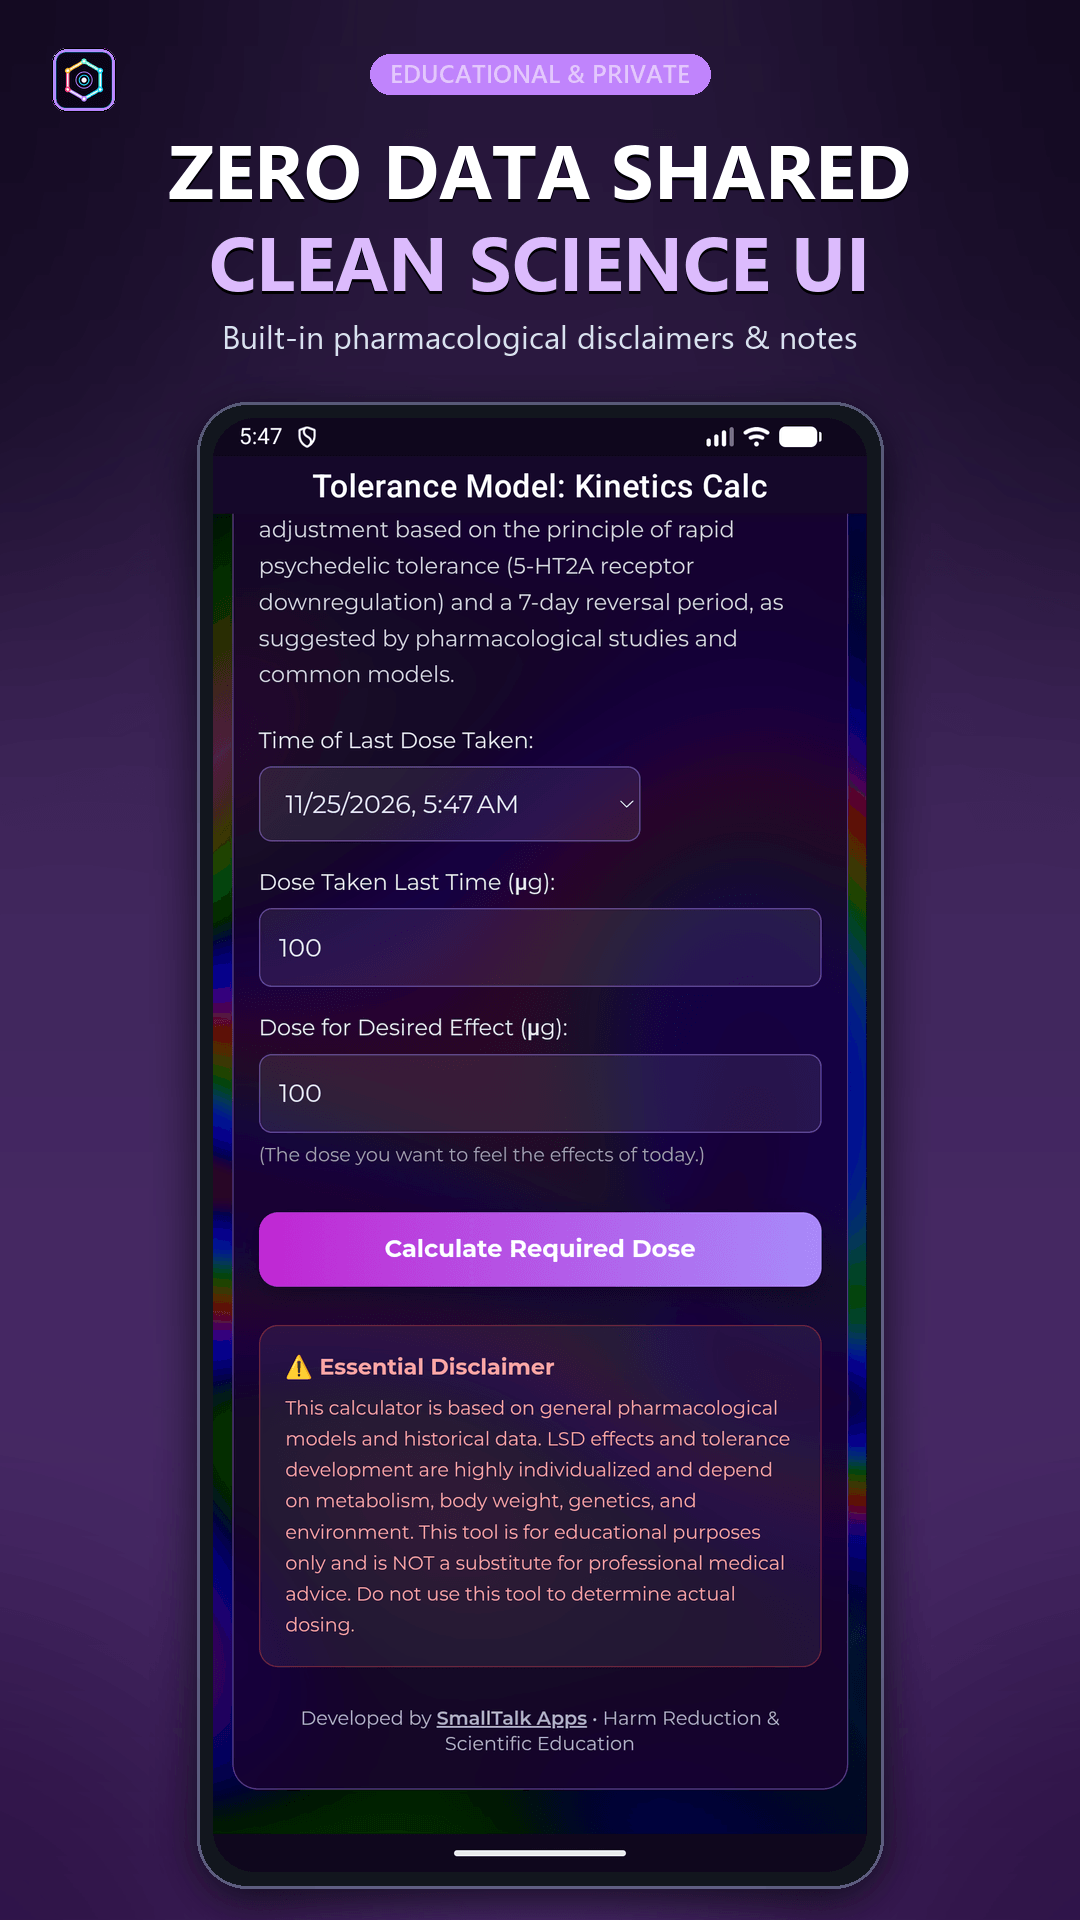 EDUCATIONAL & PRIVATE
ZERO DATA SHARED
CLEAN SCIENCE UI
Built-in pharmacological disclaimers & notes
5:47
Tolerance Model: Kinetics Calc
adjustment based on the principle of rapid
psychedelic tolerance (5-HT2A receptor
downregulation) and a 7-day reversal period, as
suggested by pharmacological studies and
common models.
Time of Last Dose Taken:
11/25/2026, 5:47 AM
Dose Taken Last Time (µg):
100
Dose for Desired Effect (µg):
100
(The dose you want to feel the effects of today.)
Calculate Required Dose
⚠️ Essential Disclaimer
This calculator is based on general pharmacological
models and historical data. LSD effects and tolerance
development are highly individualized and depend
on metabolism, body weight, genetics, and
environment. This tool is for educational purposes
only and is NOT a substitute for professional medical
advice. Do not use this tool to determine actual
dosing.
Developed by SmallTalk Apps • Harm Reduction &
Scientific Education